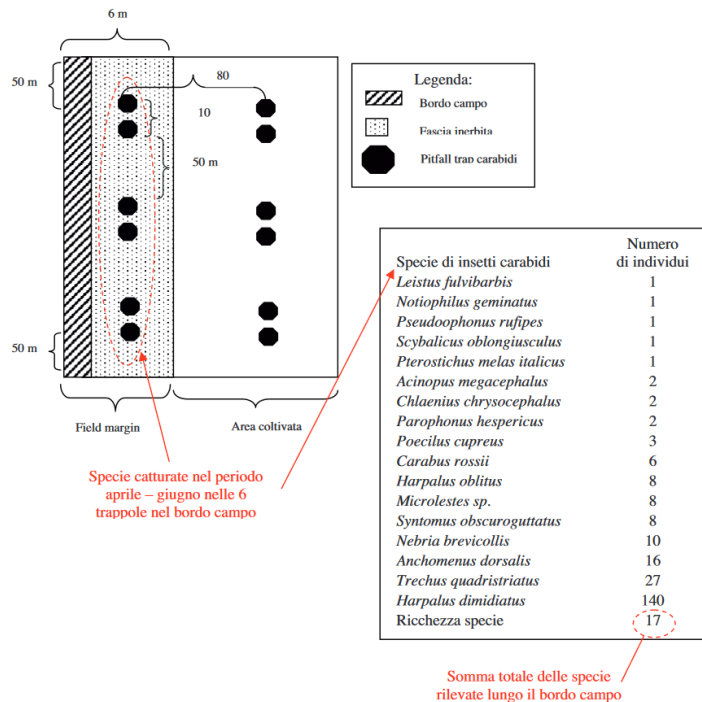 6 m
50 m
80
10
50 m
50 m
Field margin
Area coltivata
Legenda:
Bordo campo
Fascia inerbita
Pitfall trap carabidi
Specie catturate nel periodo
aprile – giugno nelle 6
trappole nel bordo campo
Specie di insetti carabidi Numero di individui
Leistus fulvibarbis 1
Notiophilus geminatus 1
Pseudoophonus rufipes 1
Scybalicus oblongiusculus 1
Pterostichus melas italicus 1
Acinopus megacephalus 2
Chlaenius chrysocephalus 2
Parophonus hespericus 2
Poecilus cupreus 3
Carabus rossii 6
Harpalus oblitus 8
Microlestes sp. 8
Syntomus obscuroguttatus 8
Nebria brevicollis 10
Anchomenus dorsalis 16
Trechus quadristriatus 27
Harpalus dimidiatus 140
Ricchezza specie 17
Somma totale delle specie
rilevate lungo il bordo campo